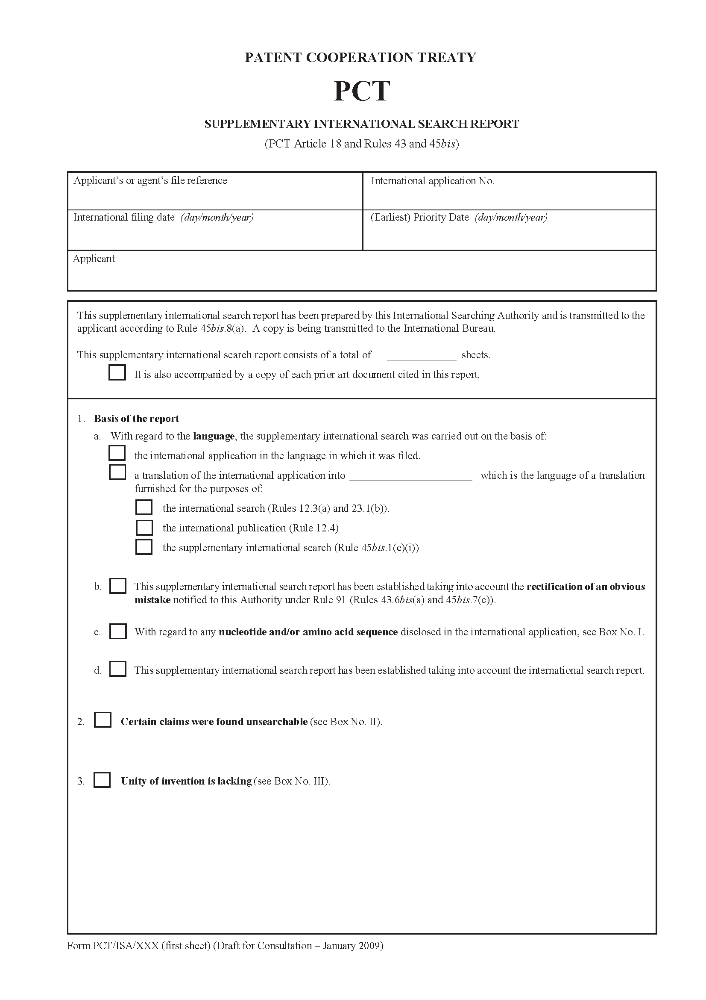 PATENT COOPERATION TREATY
PCT
SUPPLEMENTARY INTERNATIONAL SEARCH REPORT
(PCT Article 18 and Rules 43 and 45bis)
Applicant’s or agent’s file reference
International application No.
International filing date (day/month/year)
(Earliest) Priority Date (day/month/year)
Applicant
This supplementary international search report has been prepared by this International Searching Authority and is transmitted to the
applicant according to Rule 45bis.8(a). A copy is being transmitted to the International Bureau.
This supplementary international search report consists of a total of ____________ sheets.
It is also accompanied by a copy of each prior art document cited in this report.
1. Basis of the report
a. With regard to the language, the supplementary international search was carried out on the basis of:
the international application in the language in which it was filed.
a translation of the international application into ______________________ which is the language of a translation
furnished for the purposes of:
the international search (Rules 12.3(a) and 23.1(b)).
the international publication (Rule 12.4)
the supplementary international search (Rule 45bis.1(c)(i))
b. This supplementary international search report has been established taking into account the rectification of an obvious
mistake notified to this Authority under Rule 91 (Rules 43.6bis(a) and 45bis.7(c)).
c. With regard to any nucleotide and/or amino acid sequence disclosed in the international application, see Box No. I.
d. This supplementary international search report has been established taking into account the international search report.
2. Certain claims were found unsearchable (see Box No. II).
3. Unity of invention is lacking (see Box No. III).
Form PCT/ISA/XXX (first sheet) (Draft for Consultation – January 2009)